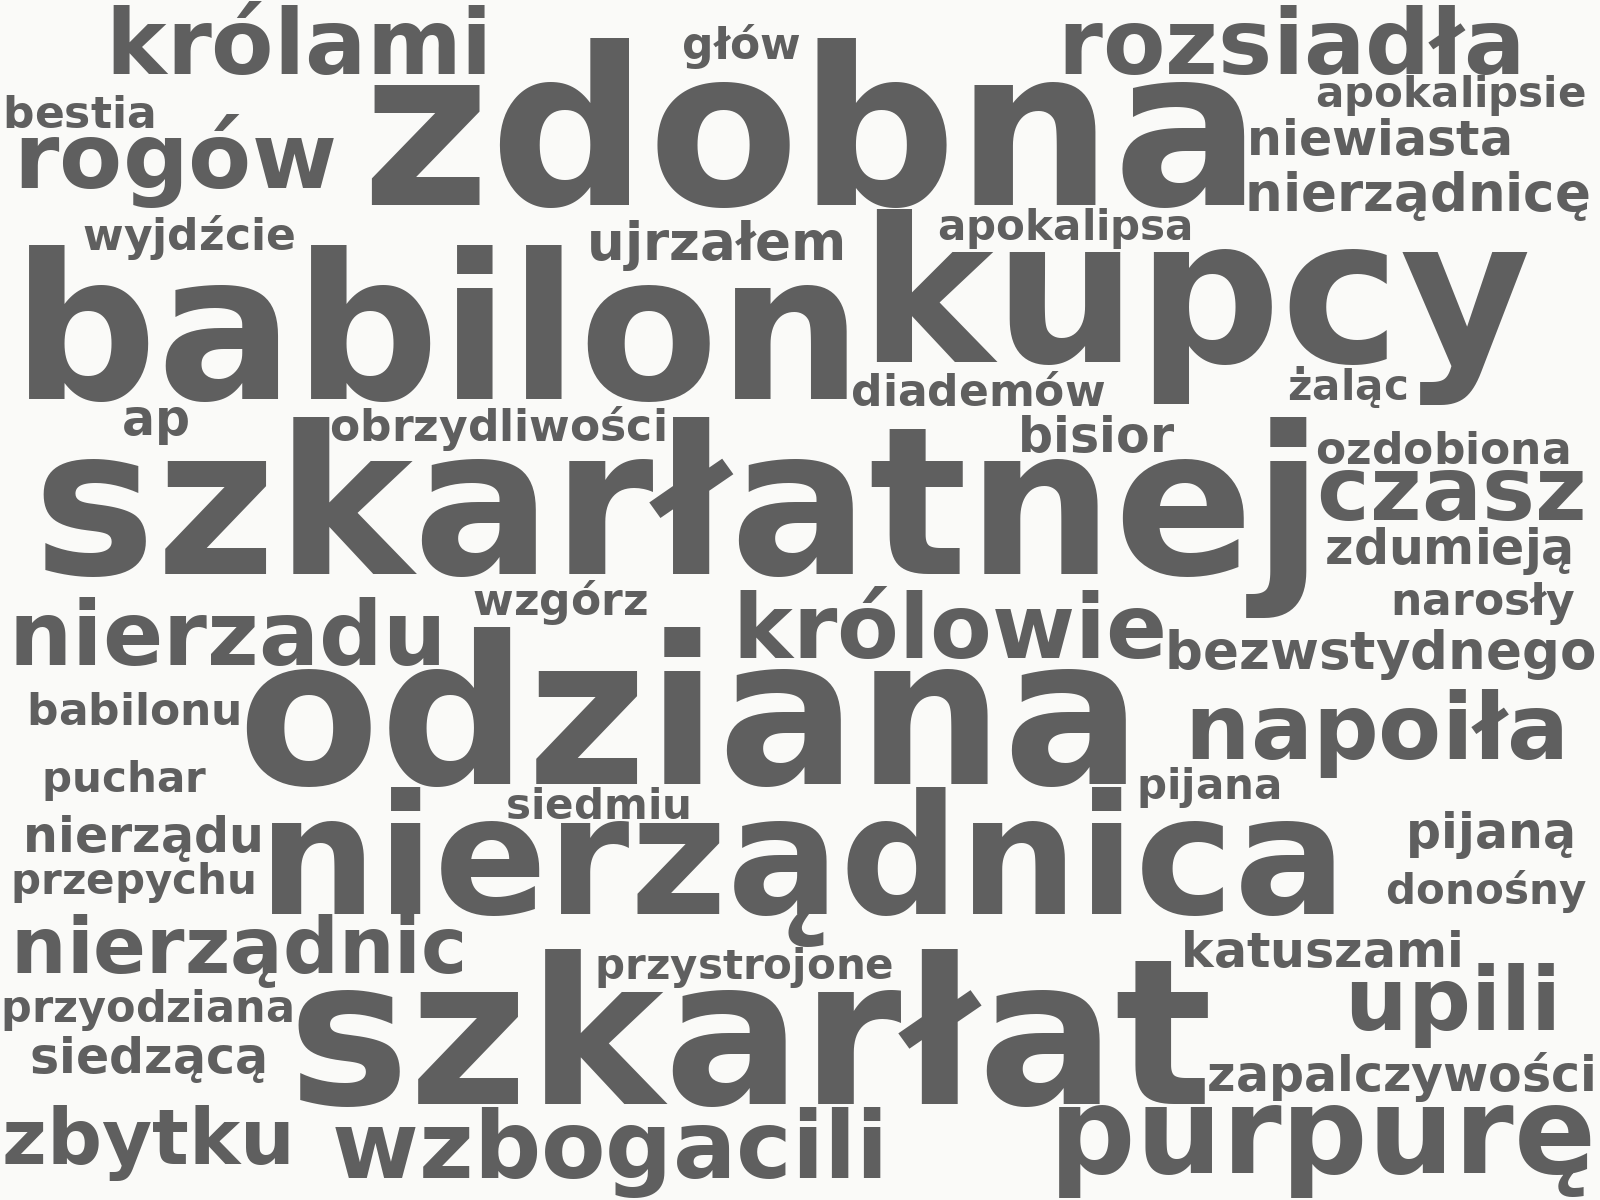 królami
głów
rozsiadła
zdobna
bestia
apokalipsie
rogów
niewiasta
nierządnicę
wyjdźcie
ujrzałem
apokalipsa
babilon
kupcy
diademów
żaląc
ap
obrzydliwości
bisior
ozdobiona
szkarłatnej
czasz
zdumieją
wzgórz
narosły
nierzadu
królowie
bezwstydnego
odziana
babilonu
napoiła
puchar
siedmiu
pijana
nierządu
nierządnica
pijaną
przepychu
donośny
nierządnic
przystrojone
katuszami
przyodziana
szkarłat
upili
siedzącą
zapalczywości
zbytku
wzbogacili
purpurę